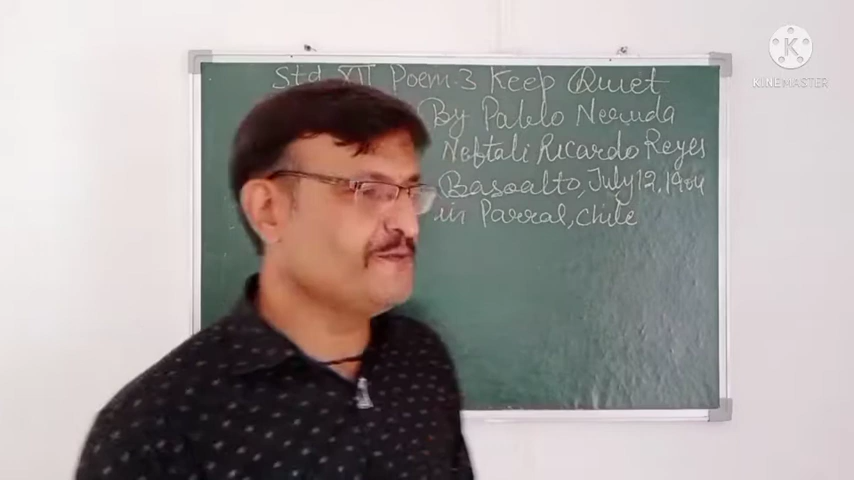 Std XII Poem-3 Keep Quiet
By Pablo Neruda
Neftali Ricardo Reyes
Basoalto, July 12, 1904
in Parral, Chile
K
KINEMASTER